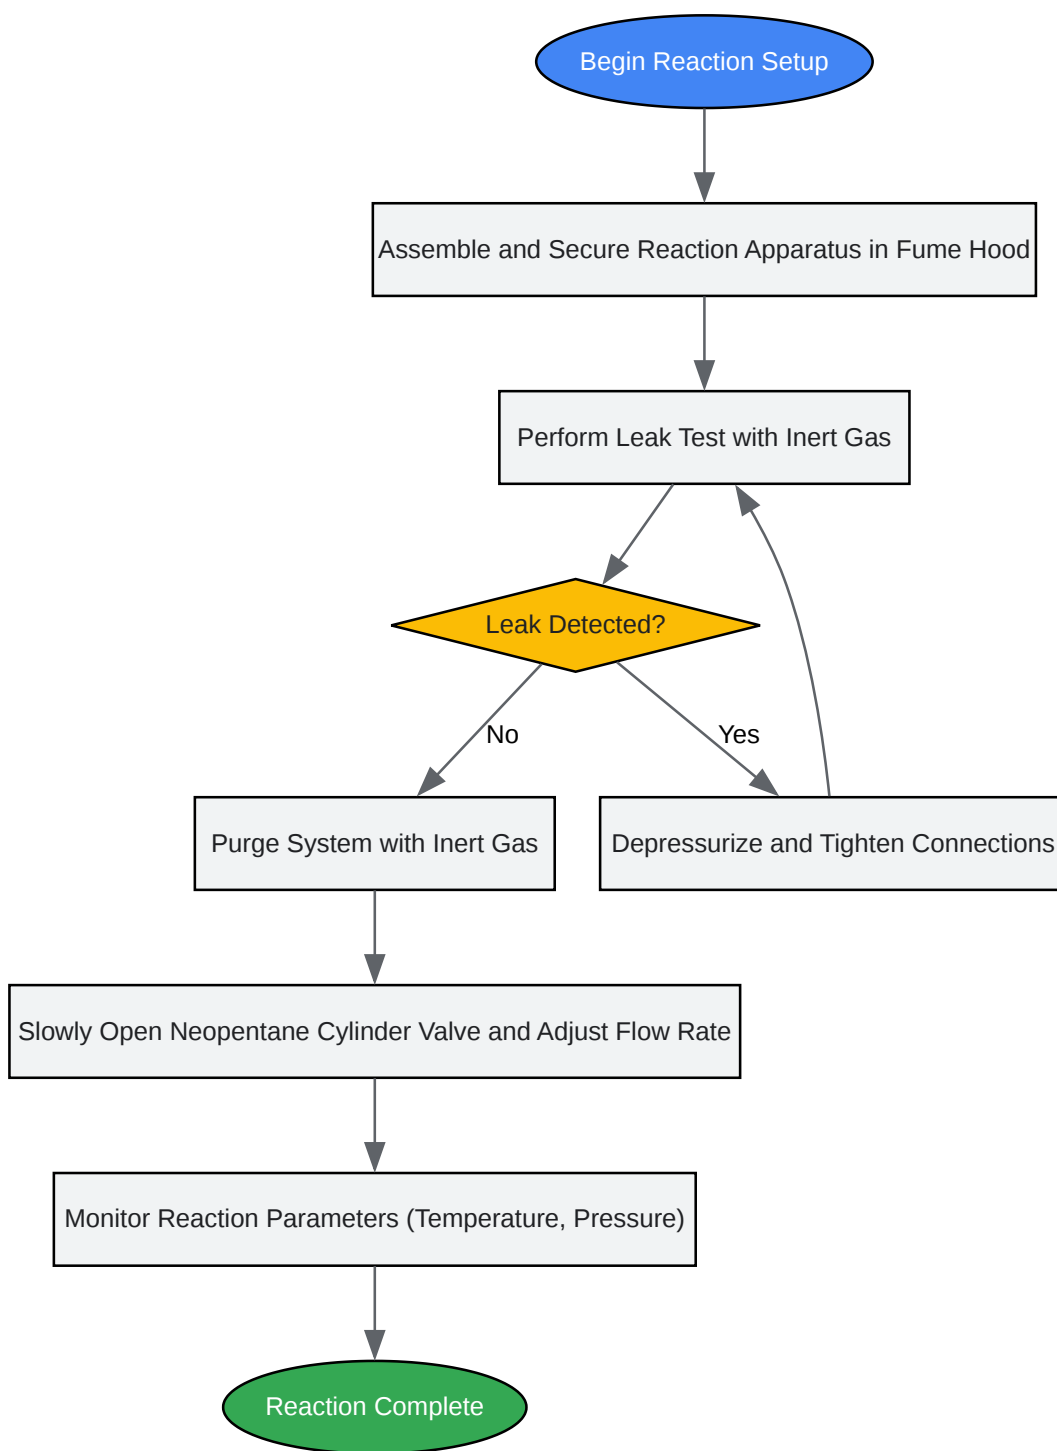 Begin Reaction Setup
Assemble and Secure Reaction Apparatus in Fume Hood
Perform Leak Test with Inert Gas
Leak Detected?
No
Yes
Purge System with Inert Gas
Depressurize and Tighten Connections
Slowly Open Neopentane Cylinder Valve and Adjust Flow Rate
Monitor Reaction Parameters (Temperature, Pressure)
Reaction Complete